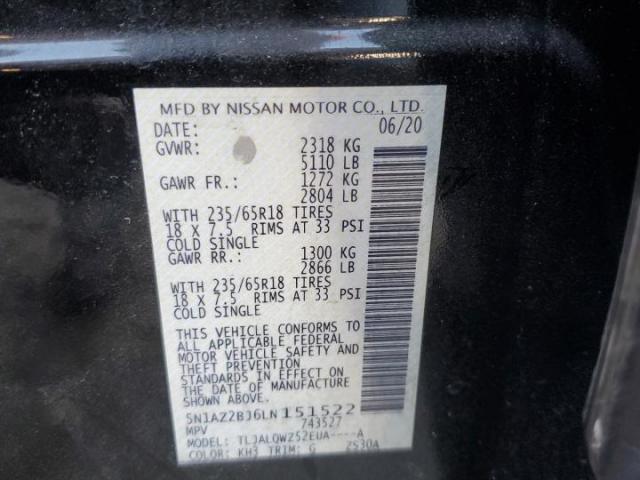 MFD BY NISSAN MOTOR CO., LTD.
DATE: 06/20
GVWR: 2318 KG
5110 LB
GAWR FR.: 1272 KG
2804 LB
WITH 235/65R18 TIRES
18 X 7.5 RIMS AT 33 PSI
COLD SINGLE
GAWR RR.: 1300 KG
2866 LB
WITH 235/65R18 TIRES
18 X 7.5 RIMS AT 33 PSI
COLD SINGLE
THIS VEHICLE CONFORMS TO
ALL APPLICABLE FEDERAL
MOTOR VEHICLE SAFETY AND
THEFT PREVENTION
STANDARDS IN EFFECT ON
THE DATE OF MANUFACTURE
SHOWN ABOVE.
5N1AZ2BJ6LN151522
MPV 743527
MODEL: TLJALQWZ52EUA----A
COLOR: KH3 TRIM: G ZS30A